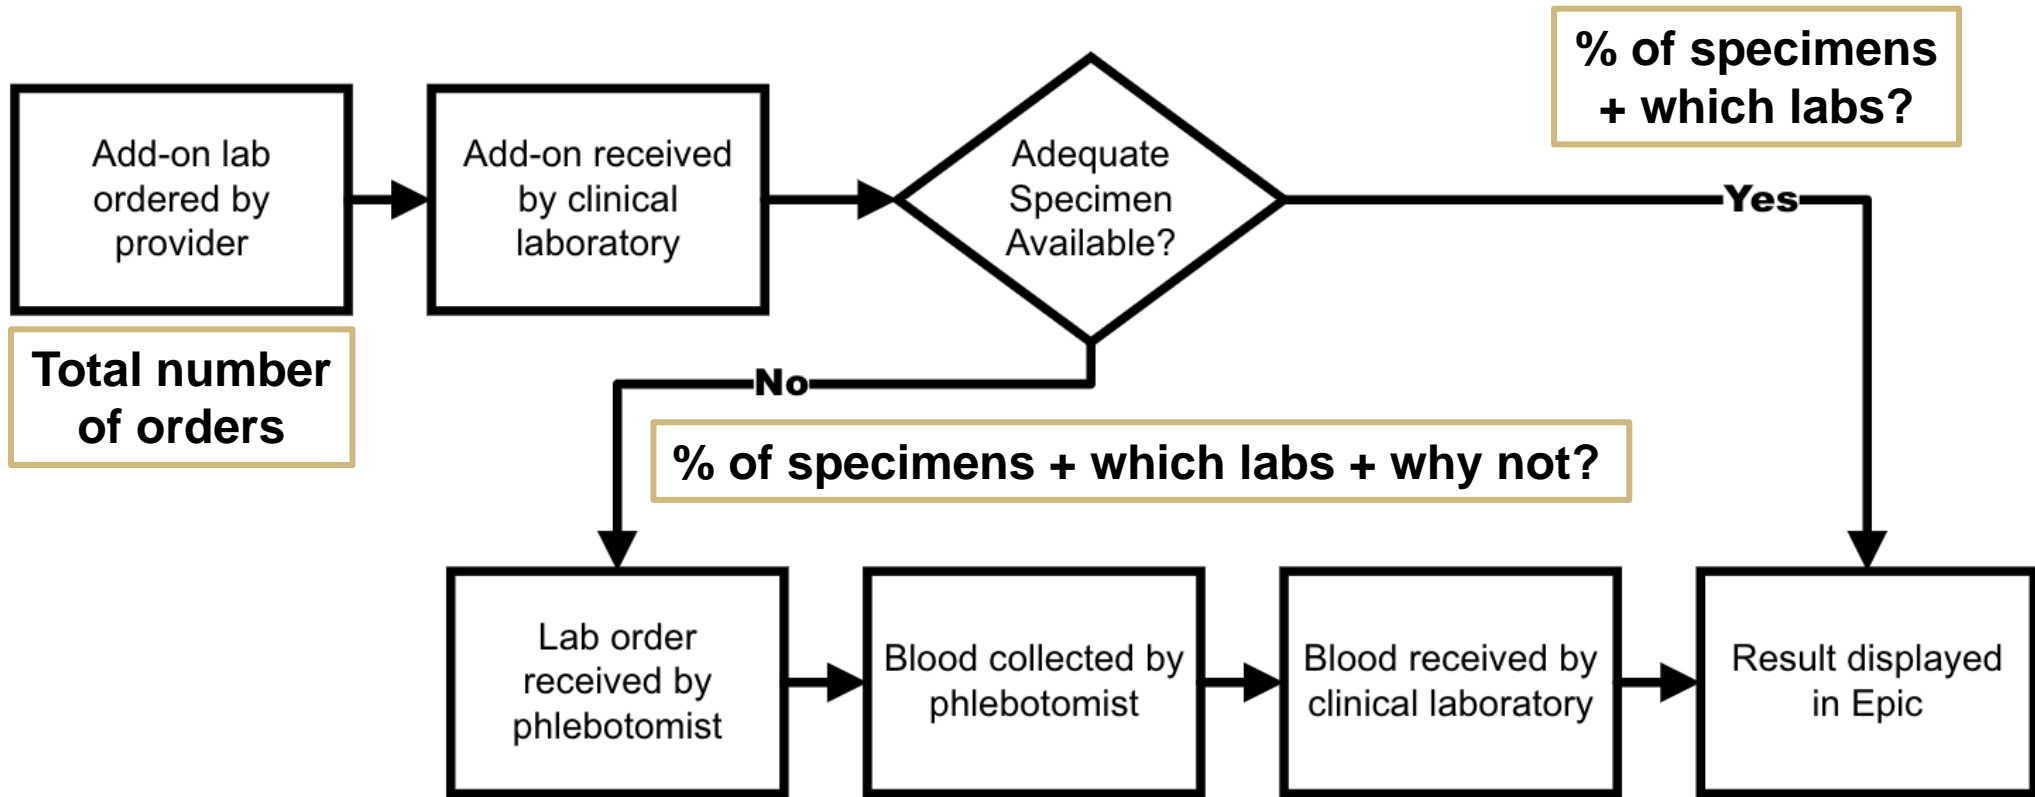 Add-on lab
ordered by
provider
Add-on received
by clinical
laboratory
Adequate
Specimen
Available?
% of specimens
+ which labs?
Yes
Total number
of orders
No
% of specimens + which labs + why not?
Lab order
received by
phlebotomist
Blood collected by
phlebotomist
Blood received by
clinical laboratory
Result displayed
in Epic